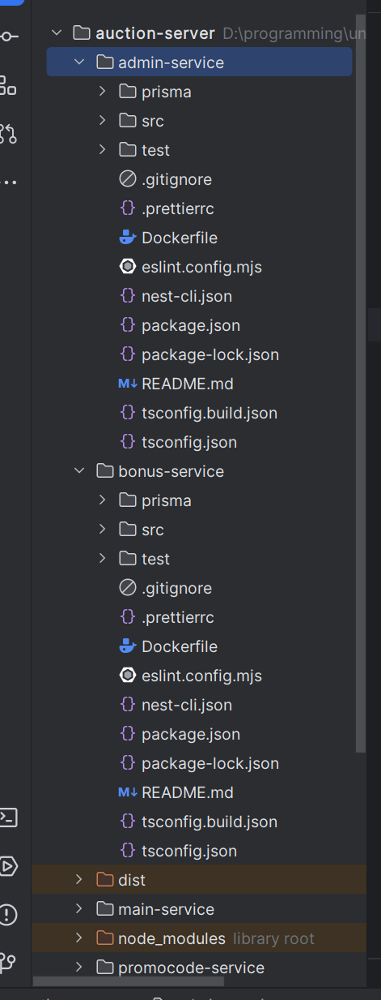 auction-server D:\programming\un
admin-service
prisma
src
test
.gitignore
.prettierrc
Dockerfile
eslint.config.mjs
nest-cli.json
package.json
package-lock.json
README.md
tsconfig.build.json
tsconfig.json
bonus-service
prisma
src
test
.gitignore
.prettierrc
Dockerfile
eslint.config.mjs
nest-cli.json
package.json
package-lock.json
README.md
tsconfig.build.json
tsconfig.json
dist
main-service
node_modules library root
promocode-service